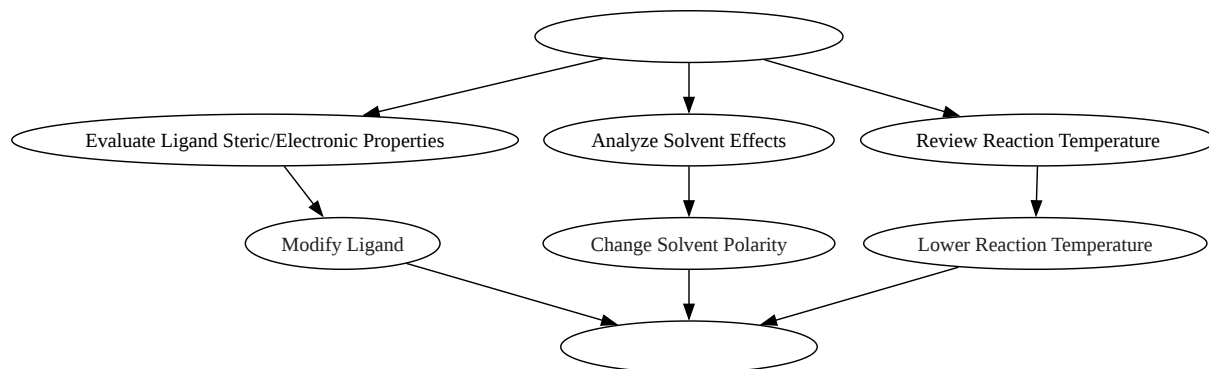 Evaluate Ligand Steric/Electronic Properties
Analyze Solvent Effects
Review Reaction Temperature
Modify Ligand
Change Solvent Polarity
Lower Reaction Temperature